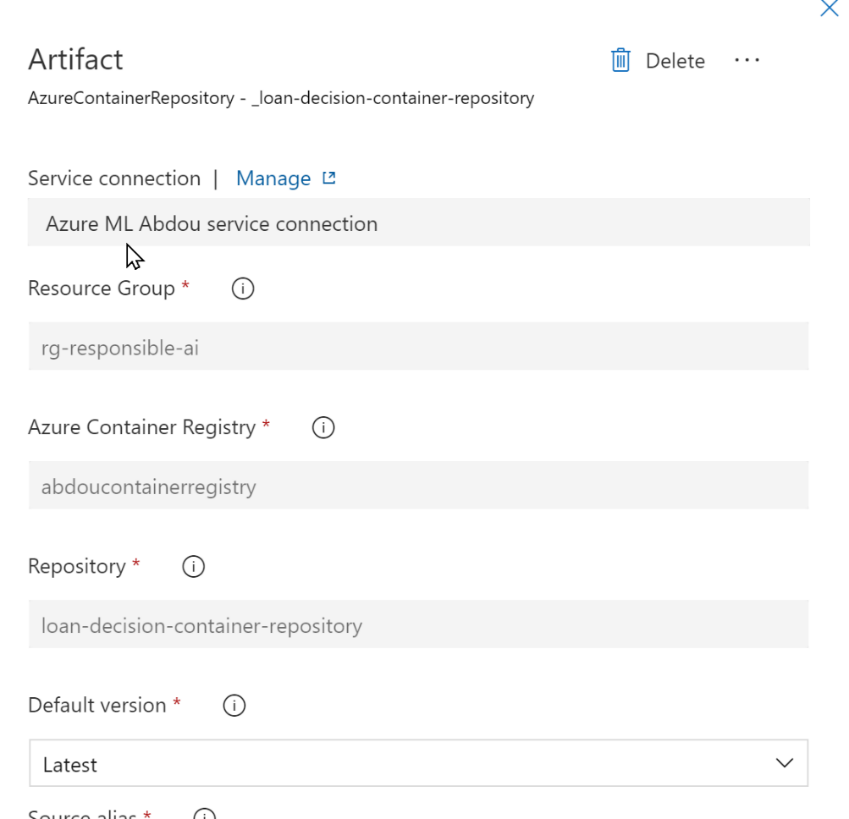 Artifact
Delete ···
AzureContainerRepository - _loan-decision-container-repository
Service connection | Manage
Azure ML Abdou service connection
Resource Group *
rg-responsible-ai
Azure Container Registry *
abdoucontainerregistry
Repository *
loan-decision-container-repository
Default version *
Latest
Source alias *